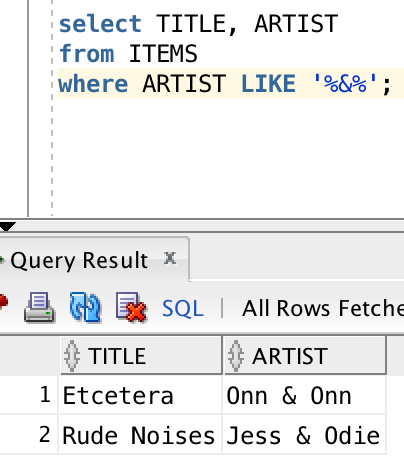 select TITLE, ARTIST
from ITEMS
where ARTIST LIKE '%&%';
Query Result x
SQL | All Rows Fetche
TITLE ARTIST
1 Etcetera Onn & Onn
2 Rude Noises Jess & Odie